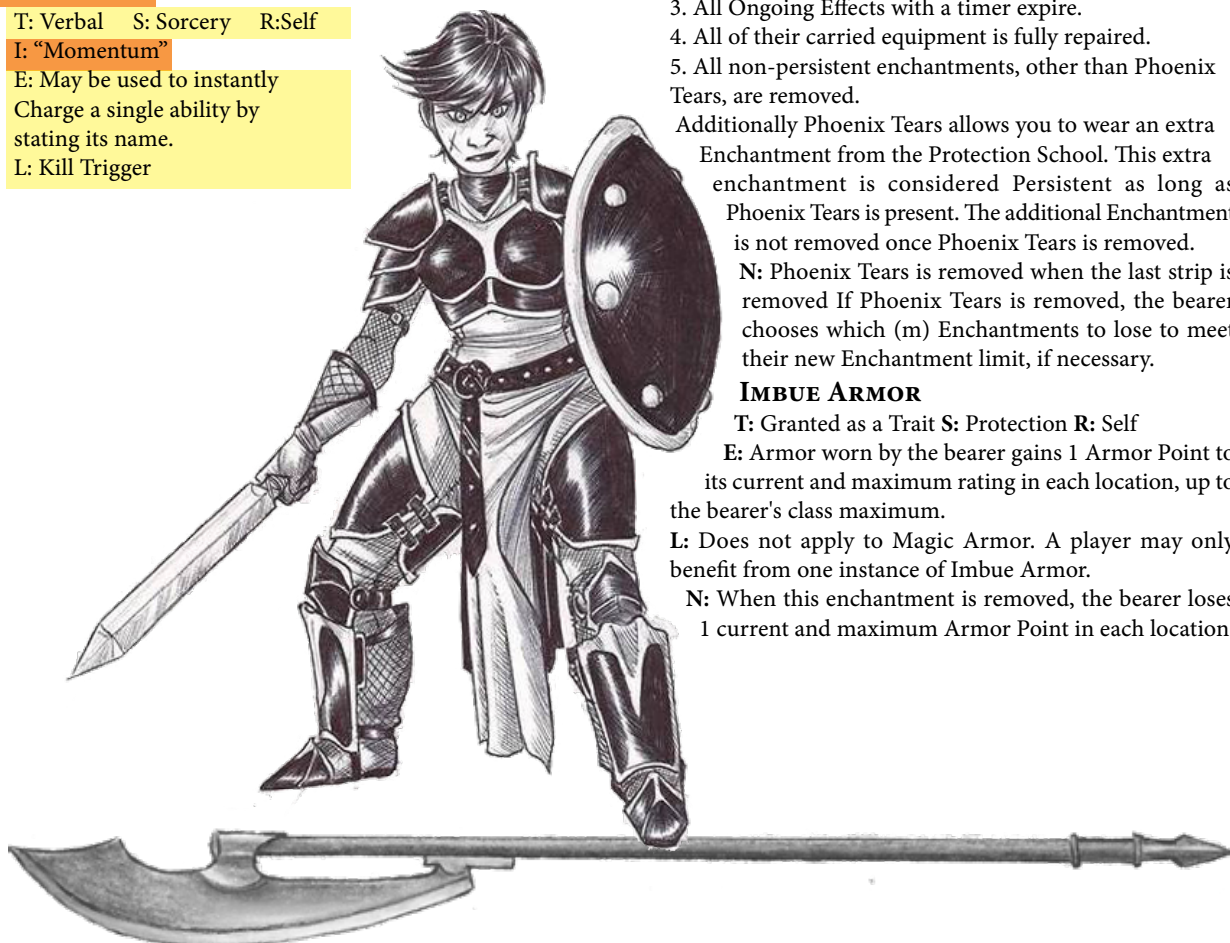 T: Verbal S: Sorcery R:Self
I: “Momentum”
E: May be used to instantly
Charge a single ability by
stating its name.
L: Kill Trigger
3. All Ongoing Effects with a timer expire.
4. All of their carried equipment is fully repaired.
5. All non-persistent enchantments, other than Phoenix
Tears, are removed.
Additionally Phoenix Tears allows you to wear an extra
Enchantment from the Protection School. This extra
enchantment is considered Persistent as long as
Phoenix Tears is present. The additional Enchantment
is not removed once Phoenix Tears is removed.
N: Phoenix Tears is removed when the last strip is
removed If Phoenix Tears is removed, the bearer
chooses which (m) Enchantments to lose to meet
their new Enchantment limit, if necessary.
IMBUE ARMOR
T: Granted as a Trait S: Protection R: Self
E: Armor worn by the bearer gains 1 Armor Point to
its current and maximum rating in each location, up to
the bearer's class maximum.
L: Does not apply to Magic Armor. A player may only
benefit from one instance of Imbue Armor.
N: When this enchantment is removed, the bearer loses
1 current and maximum Armor Point in each location